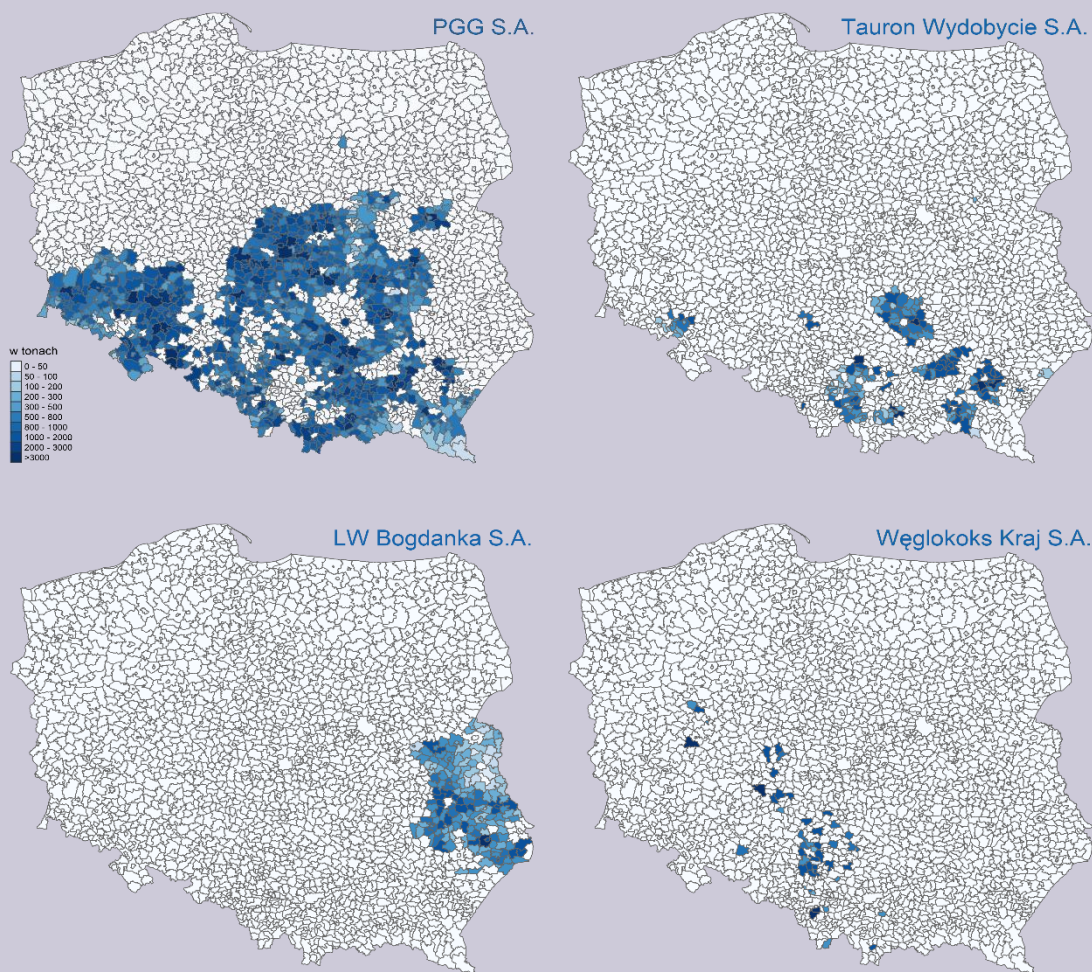 PGG S.A.
Tauron Wydobycie S.A.
w tonach
0 - 50
50 - 100
100 - 200
200 - 300
300 - 500
500 - 800
800 - 1000
1000 - 2000
2000 - 3000
>3000
LW Bogdanka S.A.
Węglokoks Kraj S.A.